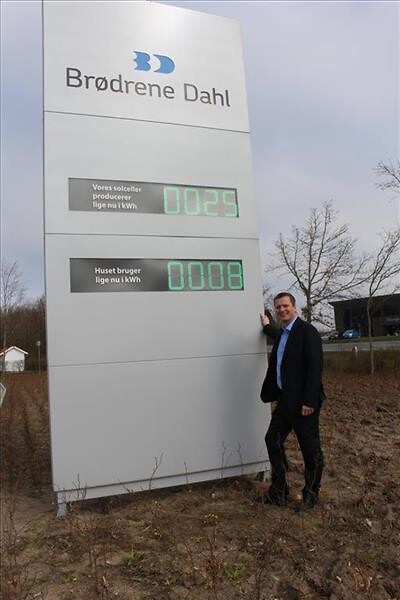 BD
Brødrene Dahl
Vores solceller
producerer
lige nu i kWh
0025
Huset bruger
lige nu i kWh
0008